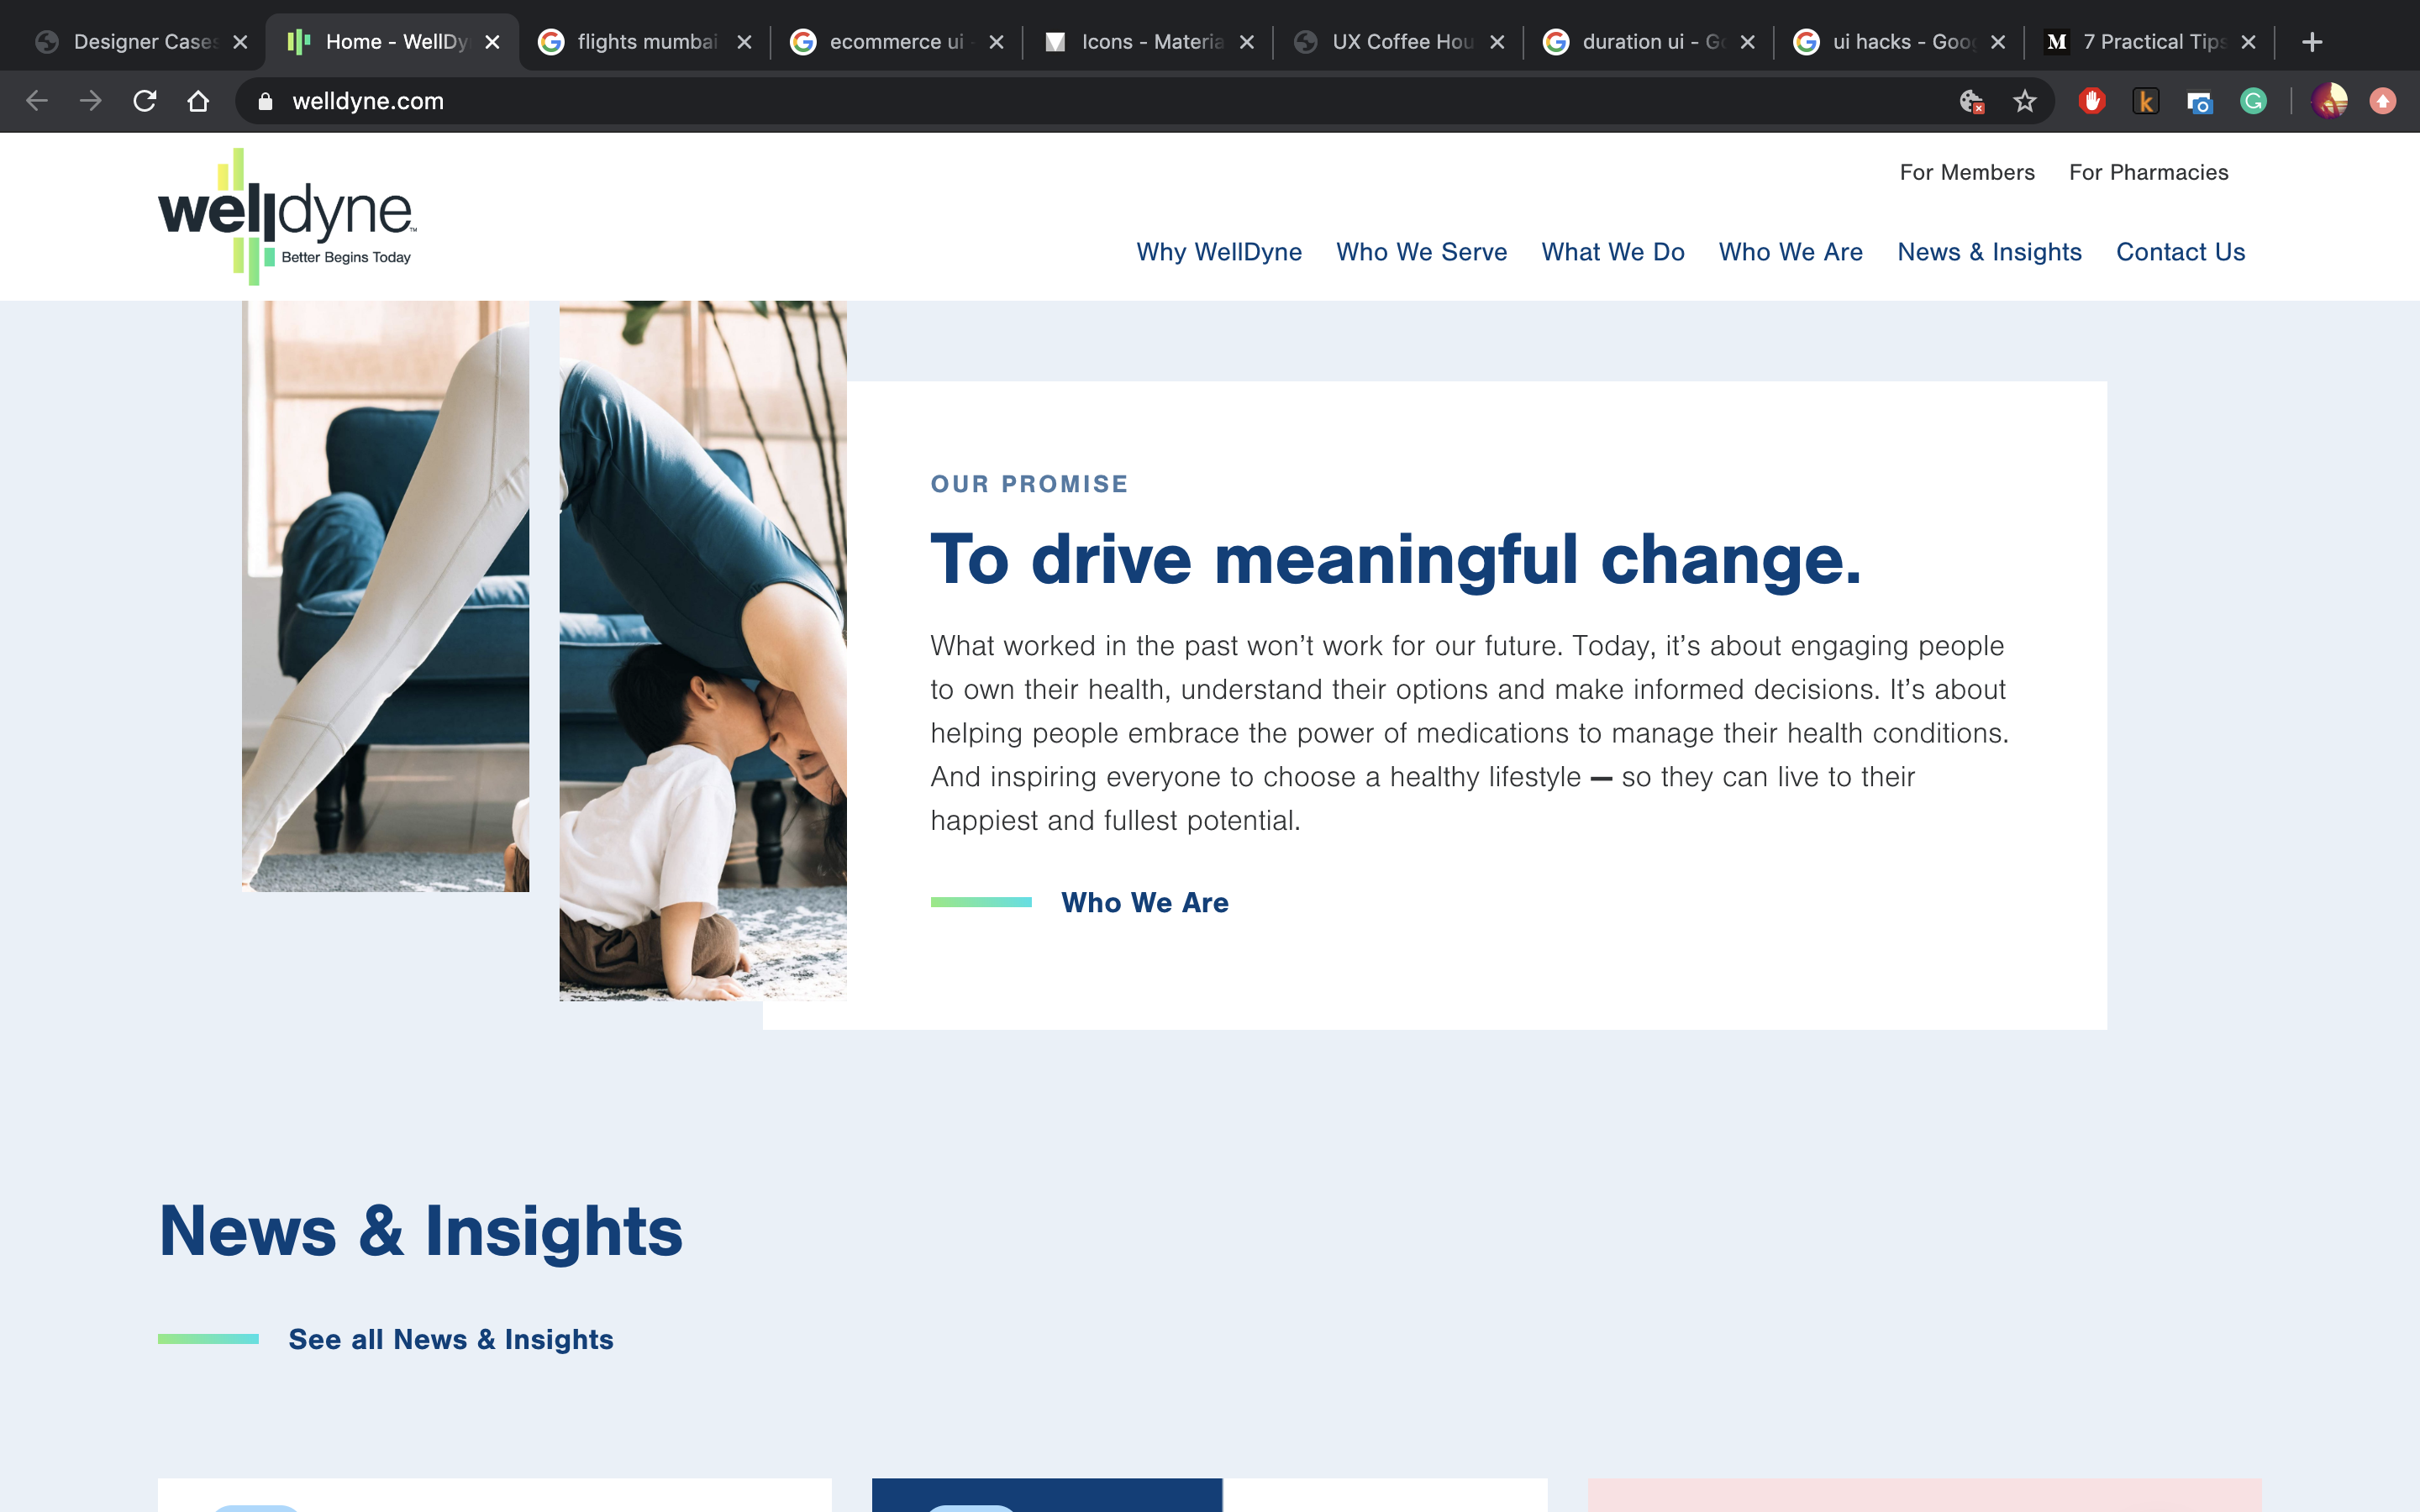 Designer Cases
Home - WellDy
flights mumbai
ecommerce ui -
Icons - Materia
UX Coffee Hou
duration ui - Go
ui hacks - Goog
M 7 Practical Tips
welldyne.com
k
welldyne™
Better Begins Today
For Members For Pharmacies
Why WellDyne Who We Serve What We Do Who We Are News & Insights Contact Us
OUR PROMISE
To drive meaningful change.
What worked in the past won’t work for our future. Today, it’s about engaging people
to own their health, understand their options and make informed decisions. It’s about
helping people embrace the power of medications to manage their health conditions.
And inspiring everyone to choose a healthy lifestyle — so they can live to their
happiest and fullest potential.
Who We Are
News & Insights
See all News & Insights